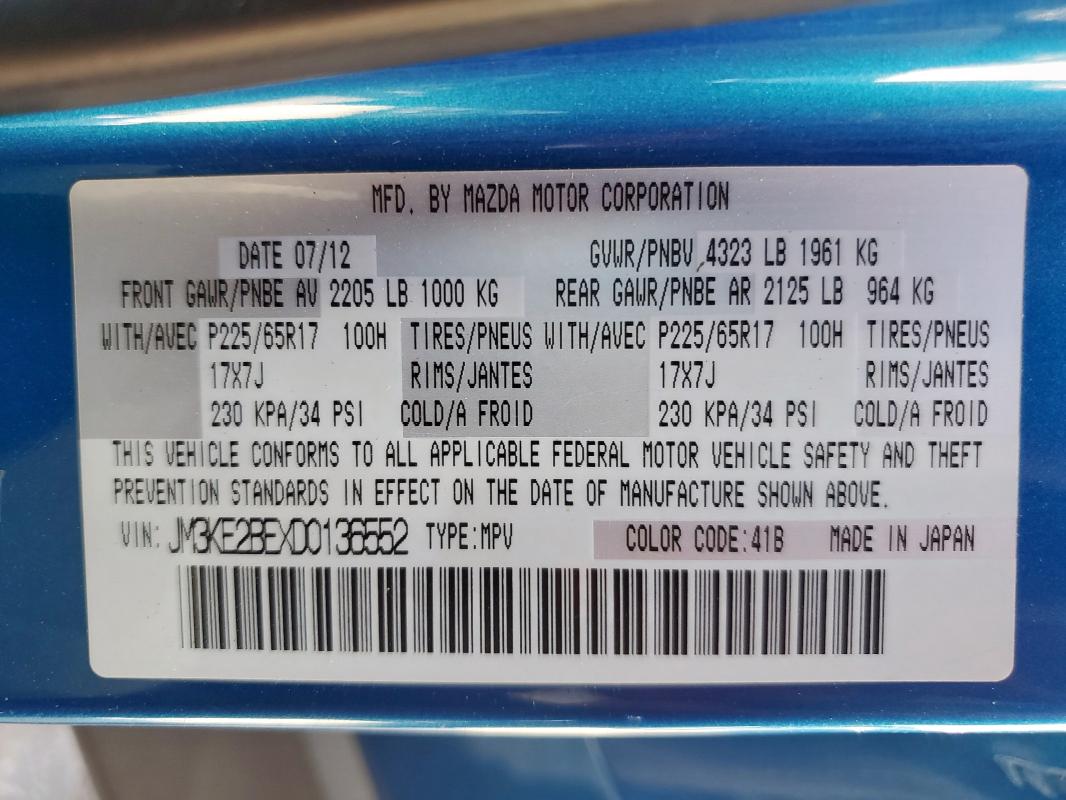 MFD. BY MAZDA MOTOR CORPORATION
DATE 07/12 GVWR/PNBV 4323 LB 1961 KG
FRONT GAWR/PNBE AV 2205 LB 1000 KG REAR GAWR/PNBE AR 2125 LB 964 KG
WITH/AVEC P225/65R17 100H TIRES/PNEUS WITH/AVEC P225/65R17 100H TIRES/PNEUS
17X7J RIMS/JANTES 17X7J RIMS/JANTES
230 KPA/34 PSI COLD/A FROID 230 KPA/34 PSI COLD/A FROID
THIS VEHICLE CONFORMS TO ALL APPLICABLE FEDERAL MOTOR VEHICLE SAFETY AND THEFT
PREVENTION STANDARDS IN EFFECT ON THE DATE OF MANUFACTURE SHOWN ABOVE.
VIN: JM3KE2BEXD0136552 TYPE:MPV COLOR CODE:41B MADE IN JAPAN